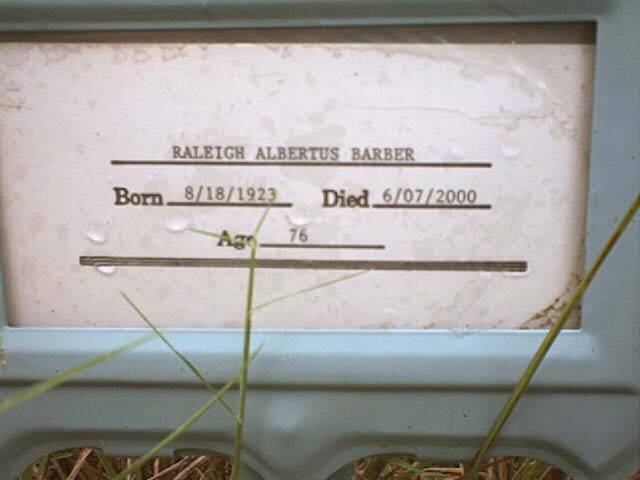 RALEIGH ALBERTUS BARBER
Born 8/18/1923 Died 6/07/2000
Age 76